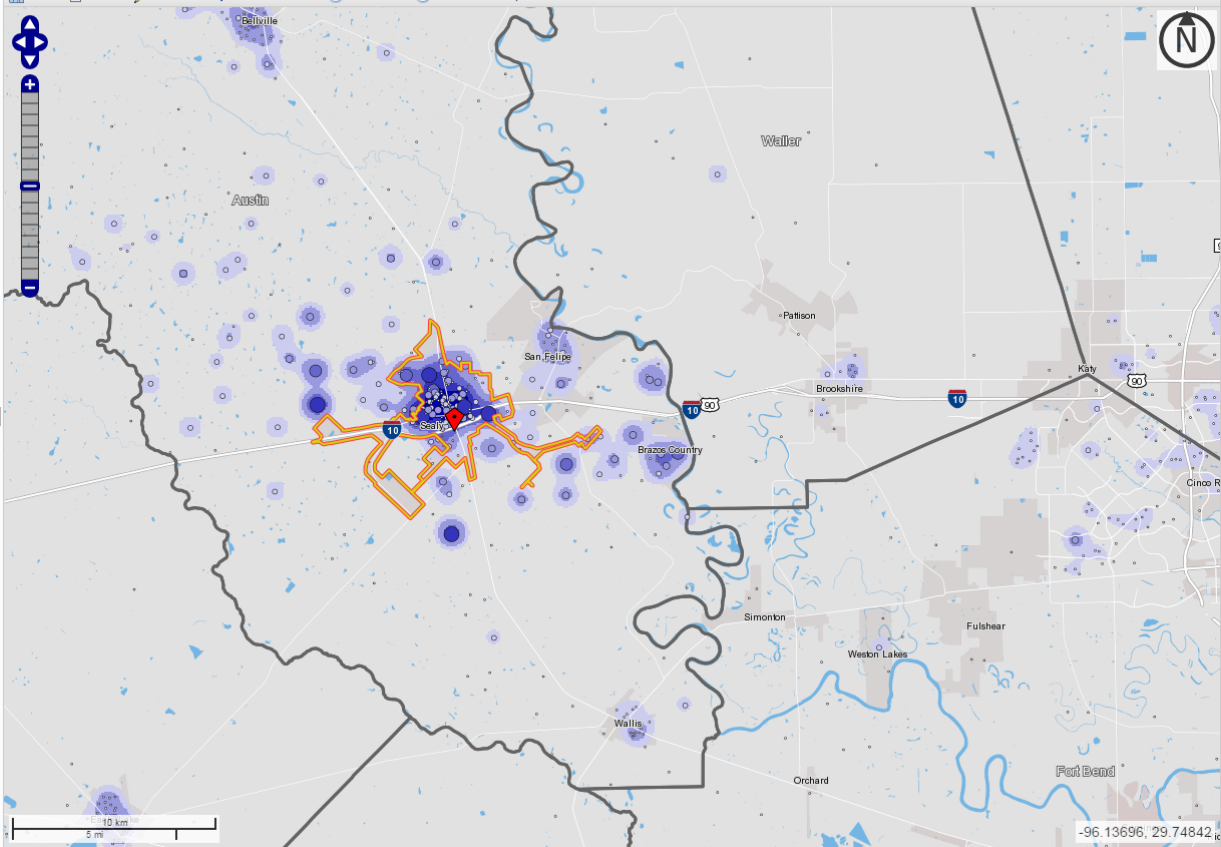 Bellville
N
Waller
Austin
Pattison
San Felipe
Katy
90
Brookshire
10
10
90
10
Sealy
Brazos Country
Simonton
Fulshear
Weston Lakes
Wallis
Fort Bend
Orchard
10 km
5 mi
-96.13696, 29.74842